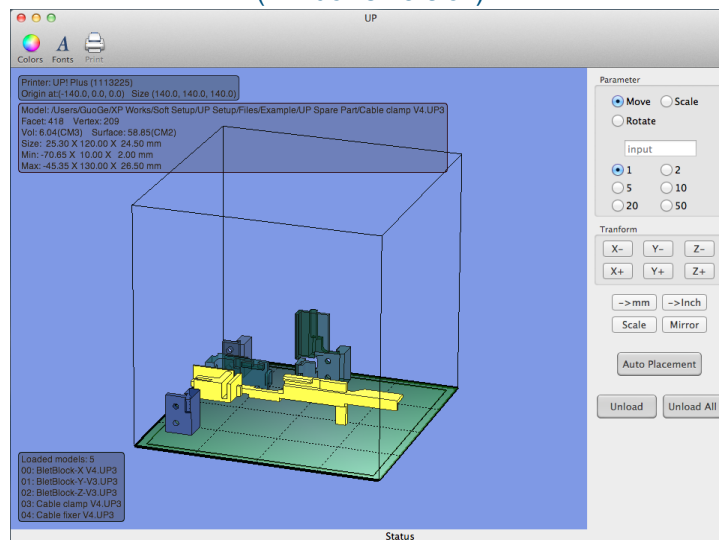 UP
Colors Fonts Print
Printer: UP! Plus (1113225)
Origin at:(-140.0, 0.0, 0.0) Size (140.0, 140.0, 140.0)
Model: /Users/GuoGe/XP Works/Soft Setup/UP Setup/Files/Example/UP Spare Part/Cable clamp V4.UP3
Facet: 418 Vertex: 209
Vol: 6.04(CM3) Surface: 58.85(CM2)
Size: 25.30 X 120.00 X 24.50 mm
Min: -70.65 X 10.00 X 2.00 mm
Max: -45.35 X 130.00 X 26.50 mm
Loaded models: 5
00: BletBlock-X V4.UP3
01: BletBlock-Y-V3.UP3
02: BletBlock-Z-V3.UP3
03: Cable clamp V4.UP3
04: Cable fixer V4.UP3
Parameter
Move Scale
Rotate
input
1 2
5 10
20 50
Tranform
X- Y- Z-
X+ Y+ Z+
->mm ->Inch
Scale Mirror
Auto Placement
Unload Unload All
Status